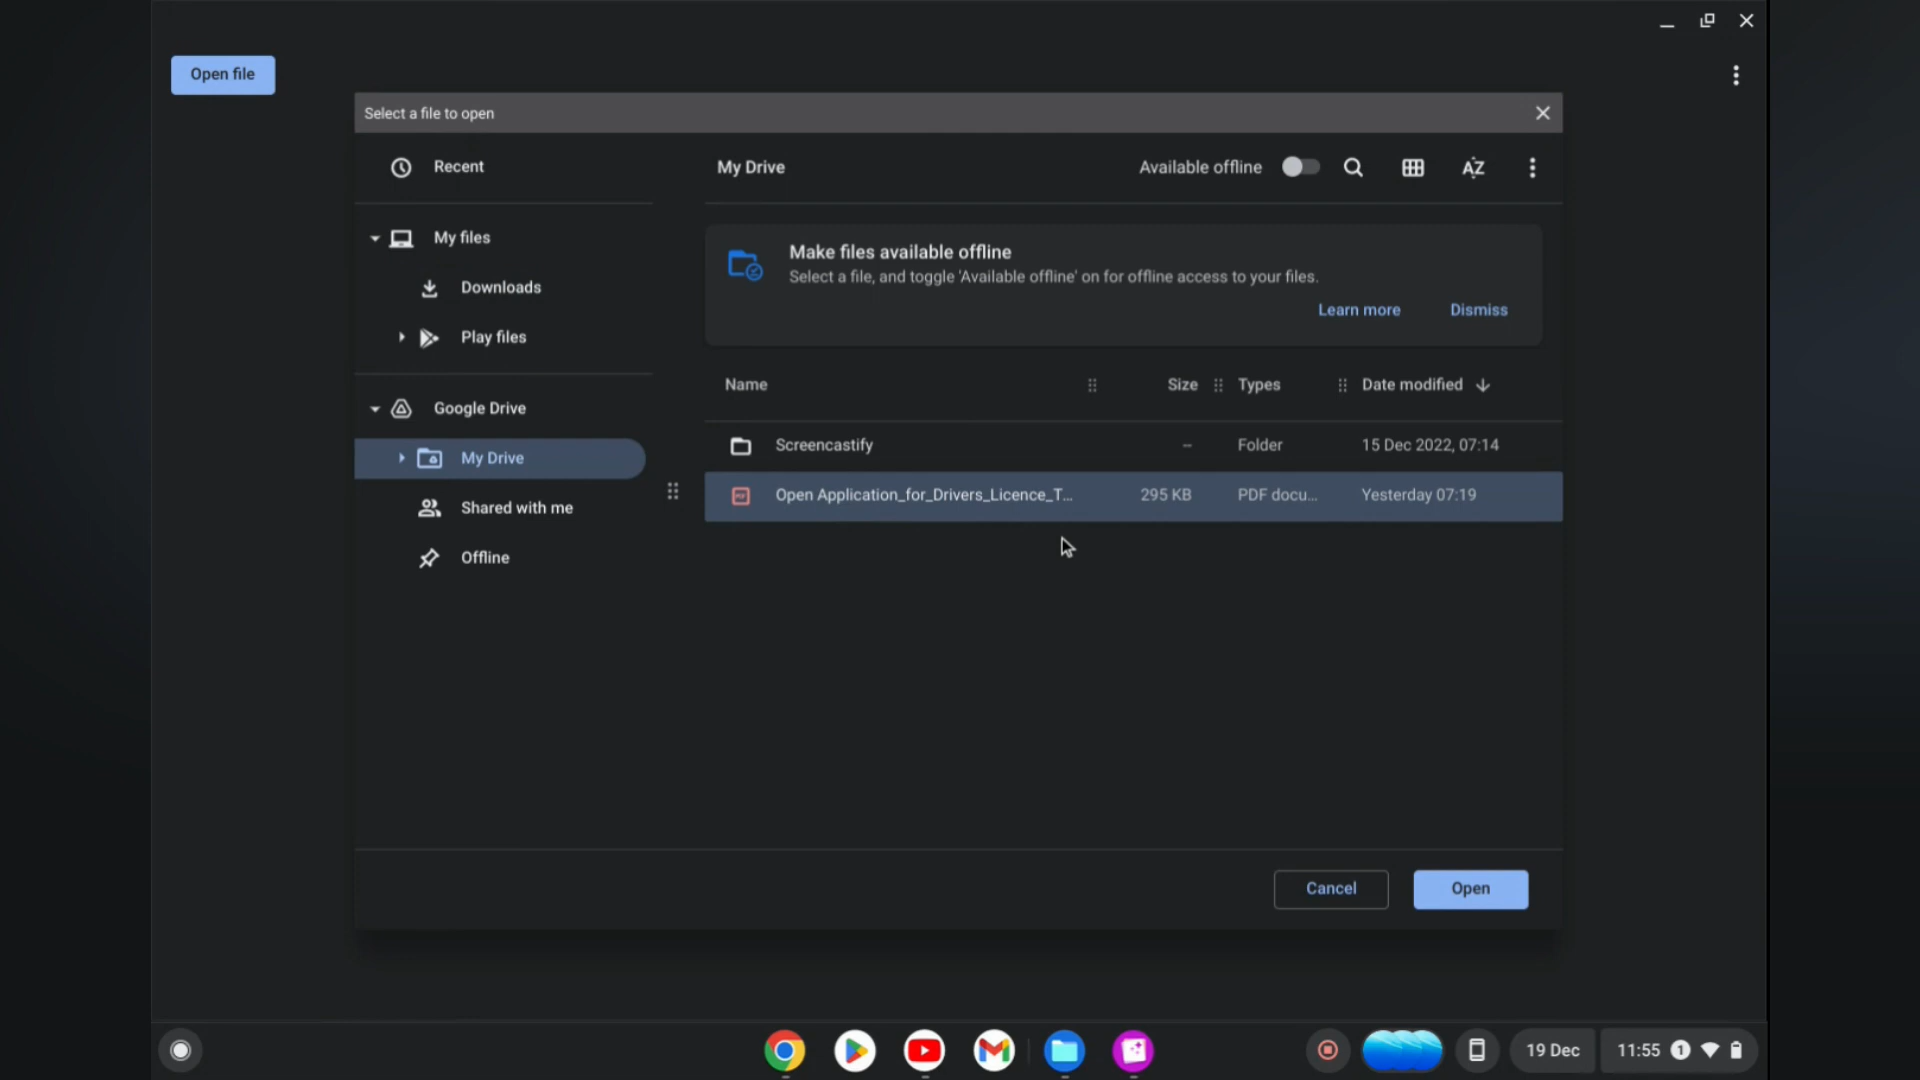 Open file
Select a file to open
Recent
My files
Downloads
Play files
Google Drive
My Drive
Shared with me
Offline
My Drive
Available offline
AZ
Make files available offline
Select a file, and toggle 'Available offline' on for offline access to your files.
Learn more Dismiss
Name Size Types Date modified
Screencastify -- Folder 15 Dec 2022, 07:14
Open Application_for_Drivers_Licence_T... 295 KB PDF docu... Yesterday 07:19
Cancel Open
19 Dec 11:55 1